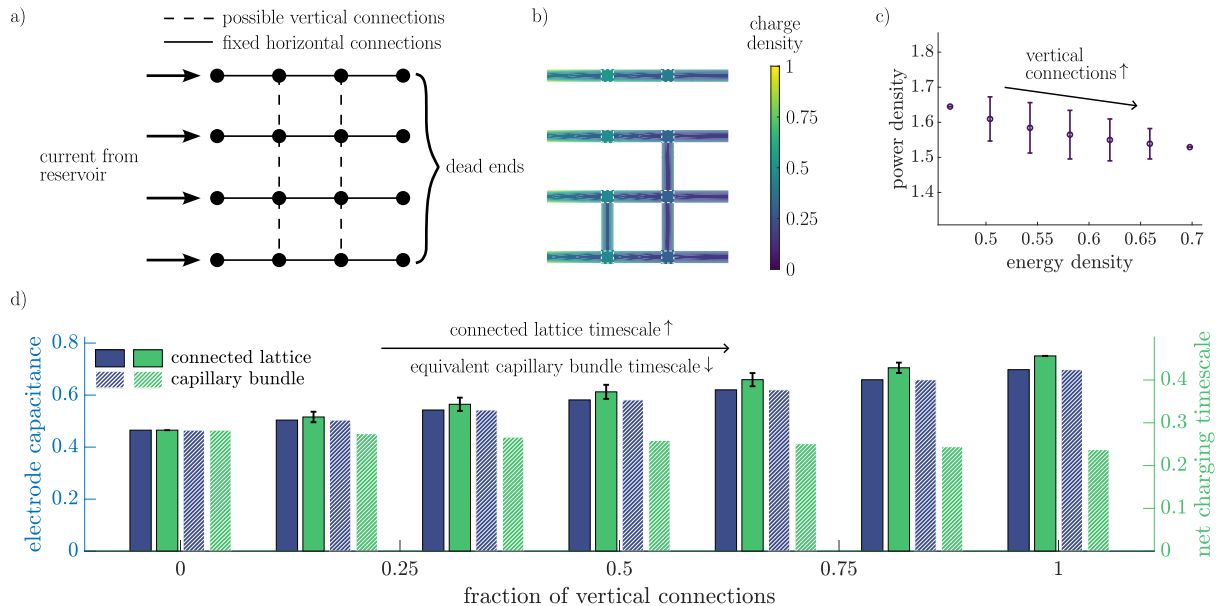 a)
possible vertical connections
fixed horizontal connections
current from
reservoir
dead ends
b)
charge
density
1
0.75
0.5
0.25
0
c)
vertical
connections ↑
power density
1.8
1.7
1.6
1.5
1.4
0.5
0.55
0.6
0.65
0.7
energy density
d)
connected lattice timescale ↑
equivalent capillary bundle timescale ↓
connected lattice
capillary bundle
electrode capacitance
0.8
0.6
0.4
0.2
0
net charging timescale
0.4
0.3
0.2
0.1
0
0
0.25
0.5
0.75
1
fraction of vertical connections